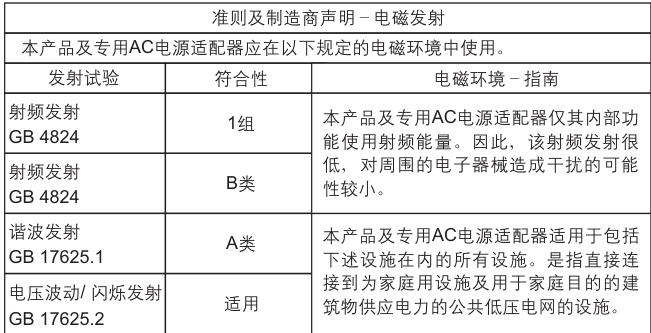 准则及制造商声明－电磁发射
本产品及专用AC电源适配器应在以下规定的电磁环境中使用。
发射试验 符合性 电磁环境－指南
射频发射
GB 4824
1组
射频发射
GB 4824
B类
本产品及专用AC电源适配器仅其内部功
能使用射频能量。因此，该射频发射很
低，对周围的电子器械造成干扰的可能
性较小。
谐波发射
GB 17625.1
A类
电压波动/ 闪烁发射
GB 17625.2
适用
本产品及专用AC电源适配器适用于包括
下述设施在内的所有设施。是指直接连
接到为家庭用设施及用于家庭目的的建
筑物供应电力的公共低压电网的设施。